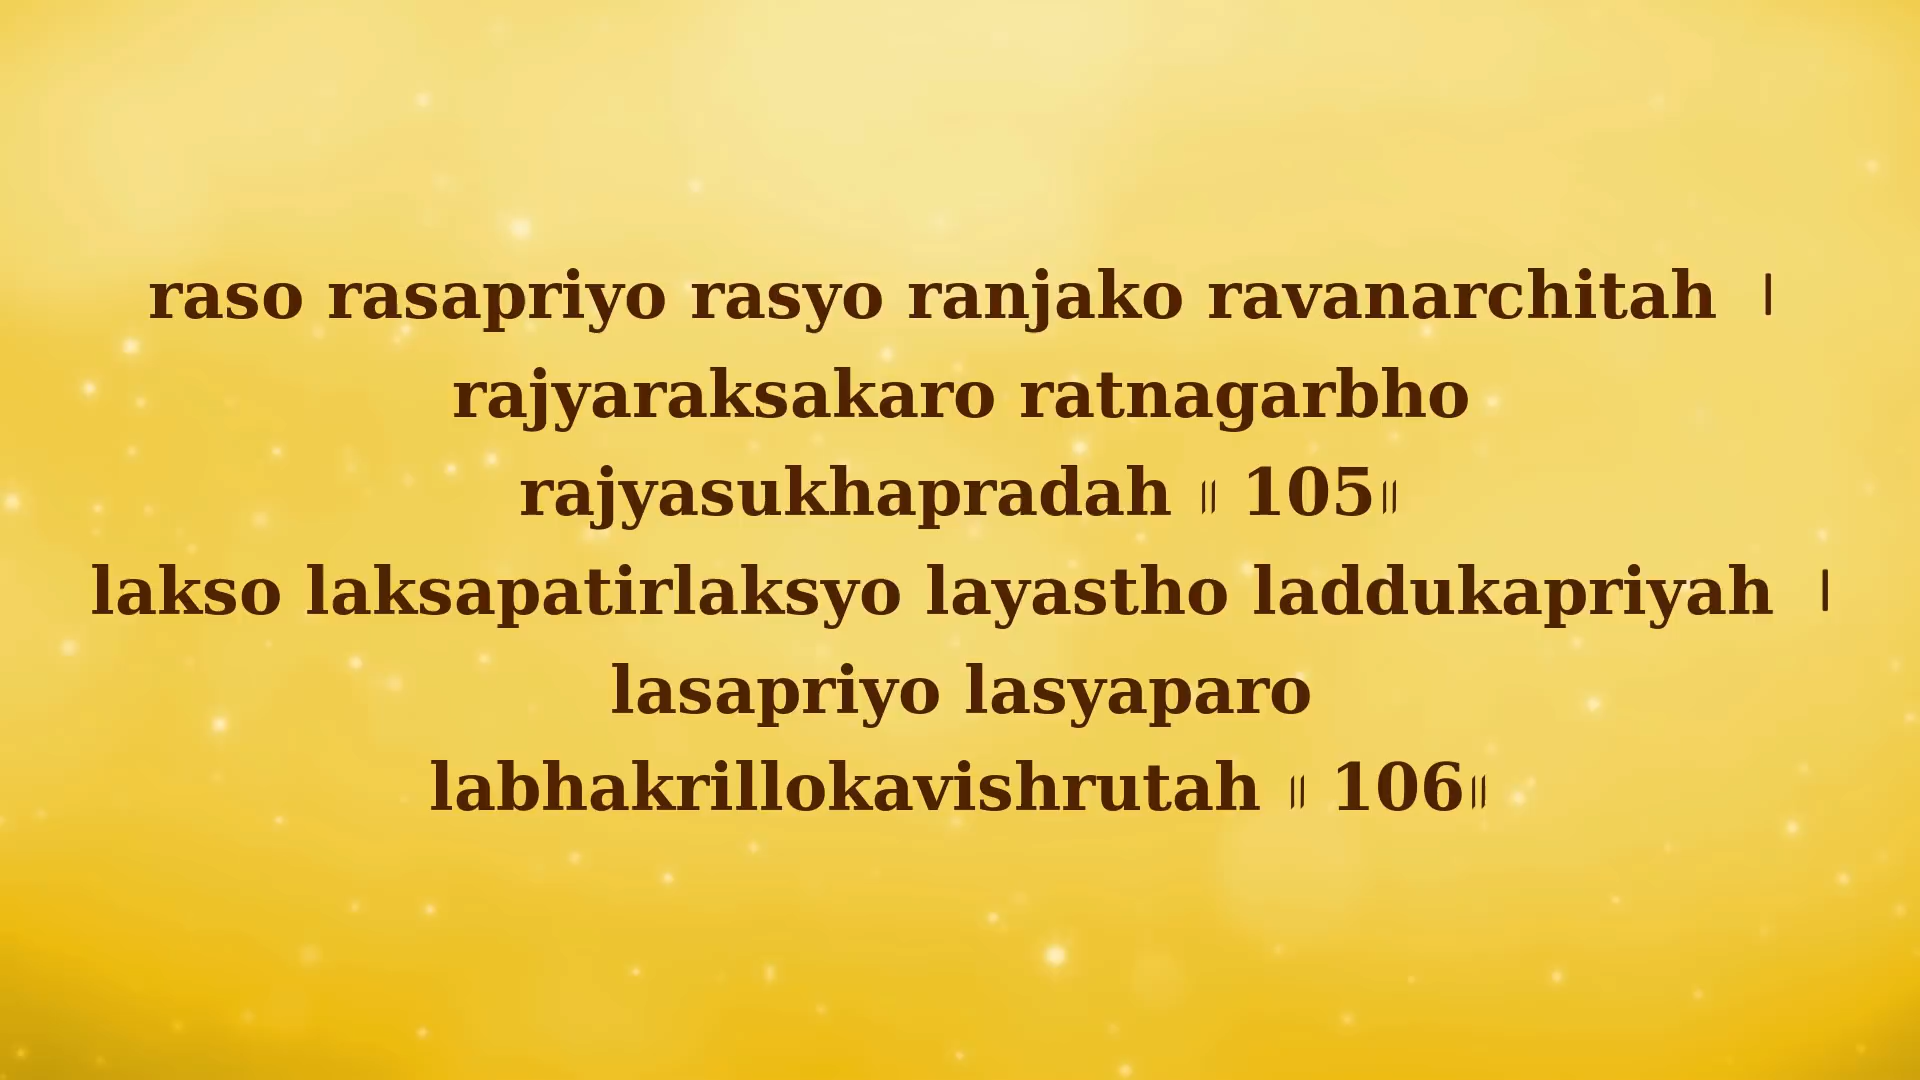 raso rasapriyo rasyo ranjako ravanarchitah ।
rajyaraksakaro ratnagarbho
rajyasukhapradah ॥ 105॥
lakso laksapatirlaksyo layastho laddukapriyah ।
lasapriyo lasyaparo
labhakrillokavishrutah ॥ 106॥